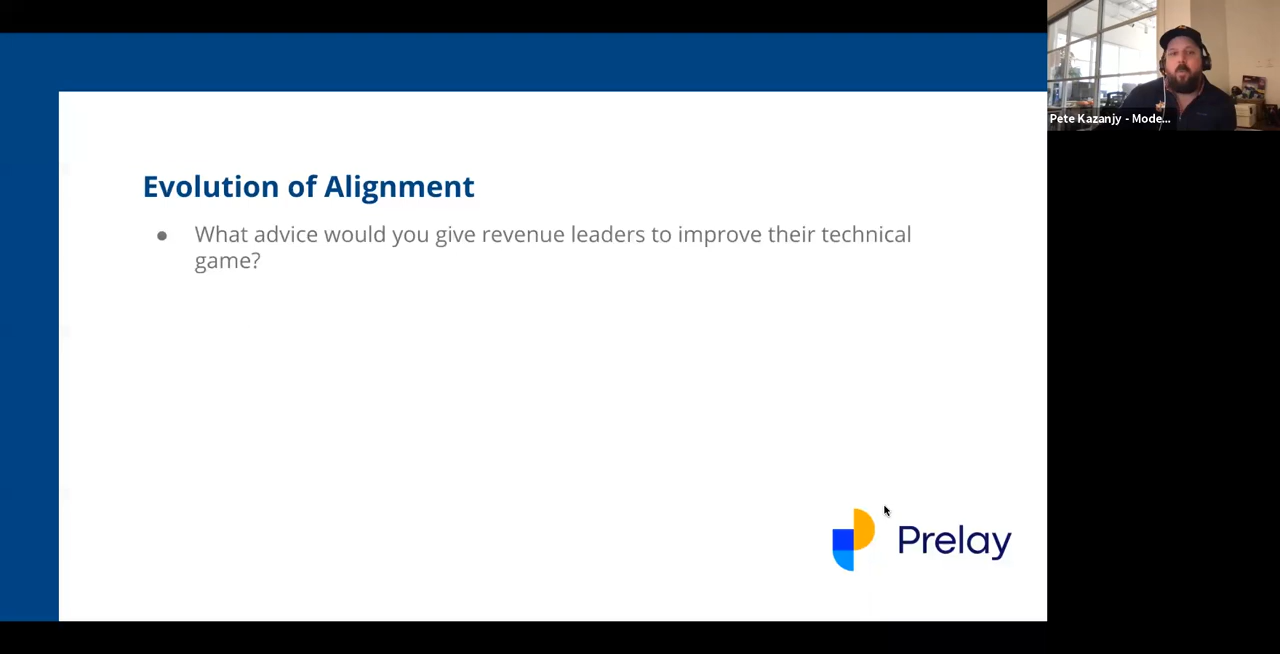 Pete Kazanjy - Mode...
Evolution of Alignment
● What advice would you give revenue leaders to improve their technical
game?
Prelay